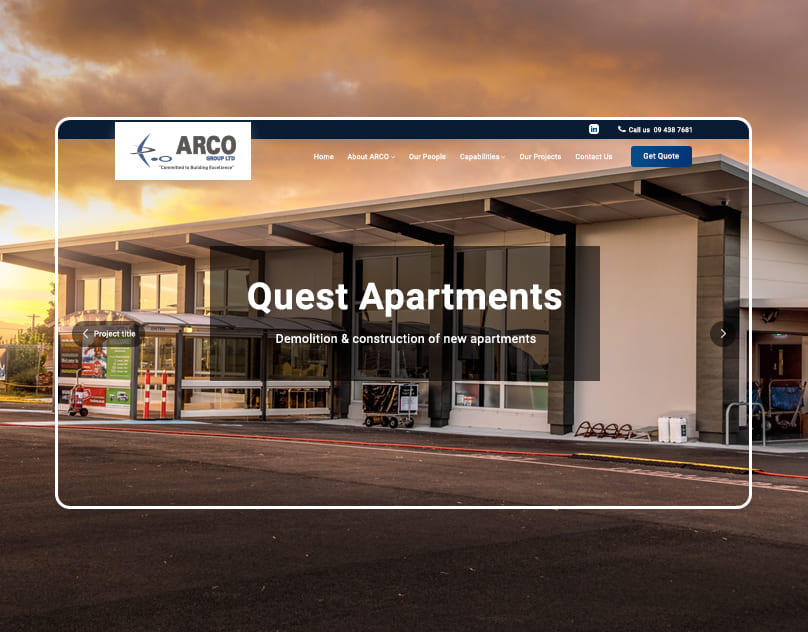 Call us 09 438 7681
ARCO
GROUP LTD
"Committed to Building Excellence"
Home About ARCO Our People Capabilities Our Projects Contact Us Get Quote
Quest Apartments
Project title
Demolition & construction of new apartments